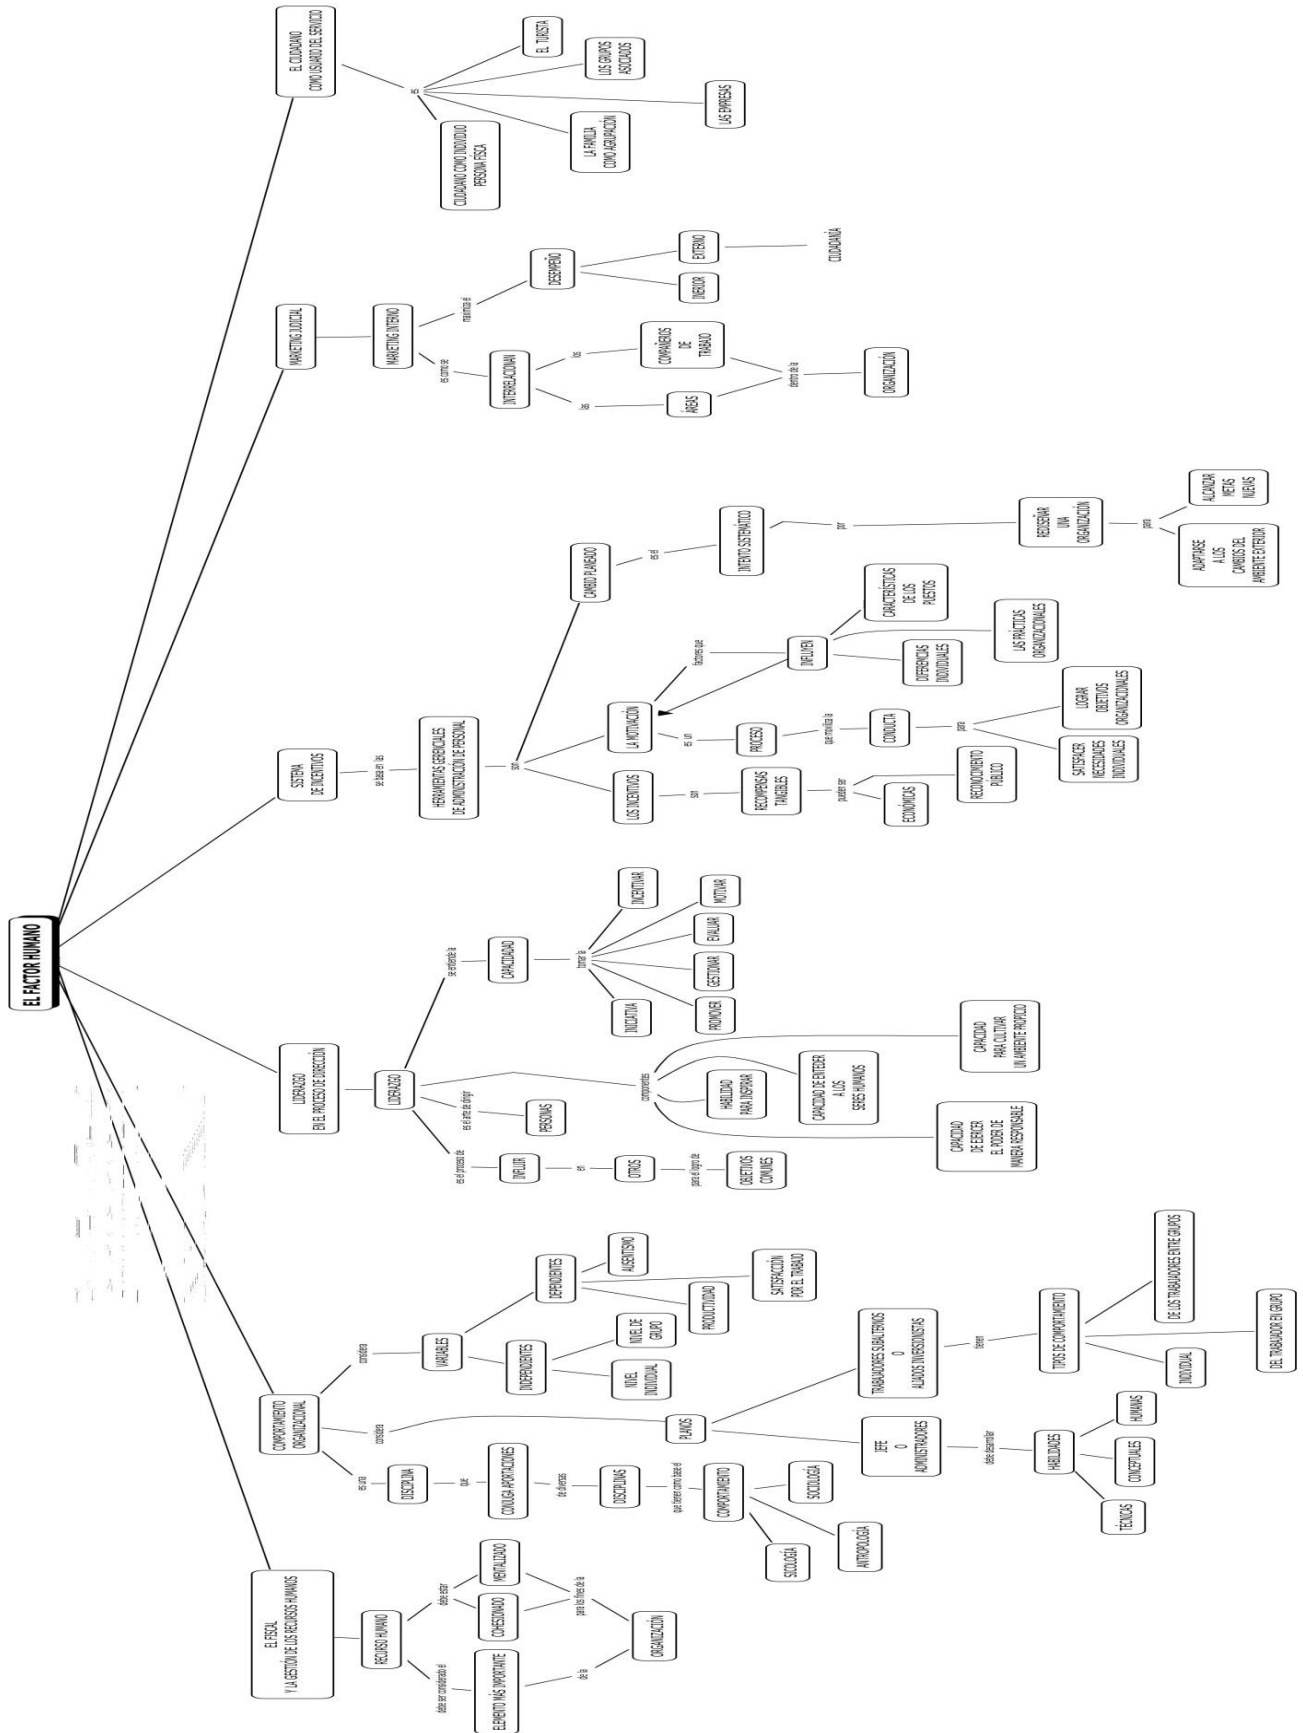 EL FACTOR HUMANO
EL FISCAL
Y LA GESTIÓN DE LOS RECURSOS HUMANOS
RECURSO HUMANO
debe ser considerado el
ELEMENTO MÁS IMPORTANTE
de la
debe estar
COHESIONADO
MENTALIZADO
para los fines de la
ORGANIZACIÓN
COMPORTAMIENTO
ORGANIZACIONAL
es una
DISCIPLINA
que
CONJUGA APORTACIONES
de diversas
DISCIPLINAS
que tienen como base el
COMPORTAMIENTO
SICOLOGÍA
ANTROPOLOGÍA
SOCIOLOGÍA
considera
PLANOS
JEFE
O
ADMINISTRADORES
debe desarrollar
HABILIDADES
TÉCNICAS
CONCEPTUALES
HUMANAS
TRABAJADORES SUBALTERNOS
O
ALIADOS INVERSIONISTAS
tienen
TIPOS DE COMPORTAMIENTO
INDIVIDUAL
DEL TRABAJADOR EN GRUPO
DE LOS TRABAJADORES ENTRE GRUPOS
considera
VARIABLES
INDEPENDIENTES
NIVEL
INDIVIDUAL
NIVEL DE
GRUPO
DEPENDIENTES
PRODUCTIVIDAD
SATISFACCIÓN
POR EL TRABAJO
AUSENTISMO
LIDERAZGO
EN EL PROCESO DE DIRECCIÓN
LIDERAZGO
es el proceso de
INFLUIR
en
OTROS
para el logro de
OBJETIVOS
COMUNES
es el arte de dirigir
PERSONAS
componentes
CAPACIDAD
DE EJERCER
EL PODER DE
MANERA RESPONSABLE
HABILIDAD
PARA INSPIRAR
CAPACIDAD DE ENTEDER
A LOS
SERES HUMANOS
CAPACIDAD
PARA CULTIVAR
UN AMBIENTE PROPICIO
se entiende la
CAPACIDADAD
tomar la
INICIATIVA
PROMOVER
GESTIONAR
EVALUAR
MOTIVAR
INCENTIVAR
SISTEMA
DE INCENTIVOS
se basa en las
HERRAMIENTAS GERENCIALES
DE ADMINISTRACIÓN DE PERSONAL
son
LOS INCENTIVOS
son
RECOMPENSAS
TANGIBLES
pueden ser
ECONÓMICAS
RECONOCIMIENTO
PÚBLICO
LA MOTIVACIÓN
es un
PROCESO
que moviliza la
CONDUCTA
para
SATISFACER
NECESIDADES
INDIVIDUALES
LOGRAR
OBJETIVOS
ORGANIZACIONALES
factores que
INFLUYEN
DIFERENCIAS
INDIVIDUALES
LAS PRÁCTICAS
ORGANIZACIONALES
CARACTERÍSTICAS
DE LOS
PUESTOS
CAMBIO PLANEADO
es el
INTENTO SISTEMÁTICO
por
REDISEÑAR
UNA
ORGANIZACIÓN
para
ADAPTARSE
A LOS
CAMBIOS DEL
AMBIENTE EXTERIOR
ALCANZAR
METAS
NUEVAS
MARKETING JUDICIAL
MARKETING INTERNO
es como se
INTERRELACIONAN
las
ÁREAS
los
COMPAÑEROS
DE
TRABAJO
dentro de la
ORGANIZACIÓN
maximiza el
DESEMPEÑO
INERIOR
EXTERNO
CIUDADANÍA
EL CIUDADANO
COMO USUARIO DEL SERVICIO
es
CIUDADANO COMO INDIVIDUO
PERSONA FÍSCA
LA FAMILIA
COMO AGRUPACIÓN
LAS EMPRESAS
LOS GRUPOS
ASOCIADOS
EL TURISTA